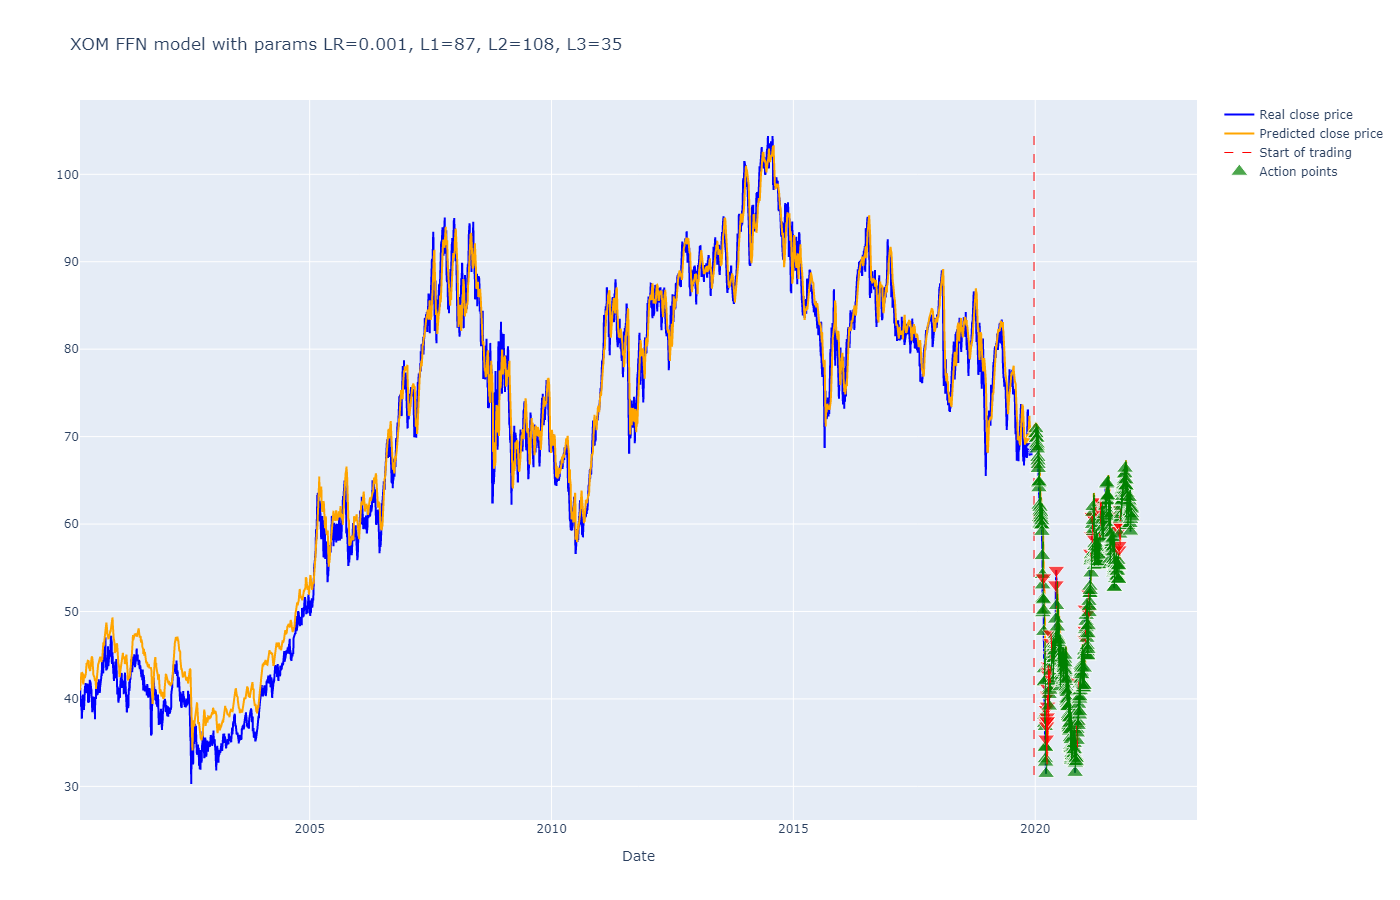 XOM FFN model with params LR=0.001, L1=87, L2=108, L3=35
Real close price
Predicted close price
Start of trading
Action points
100
90
80
70
60
50
40
30
2005
2010
2015
2020
Date